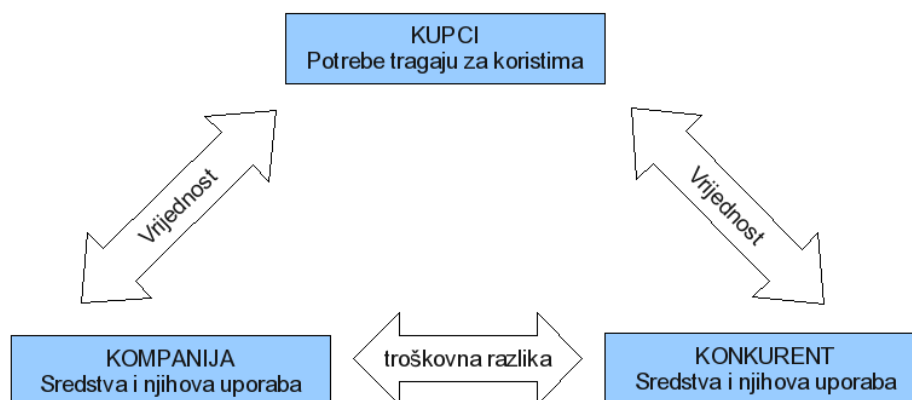 KUPCI
Potrebe tragaju za koristima
Vrijednost
Vrijednost
troškovna razlika
KOMPANIJA
Sredstva i njihova uporaba
KONKURENT
Sredstva i njihova uporaba